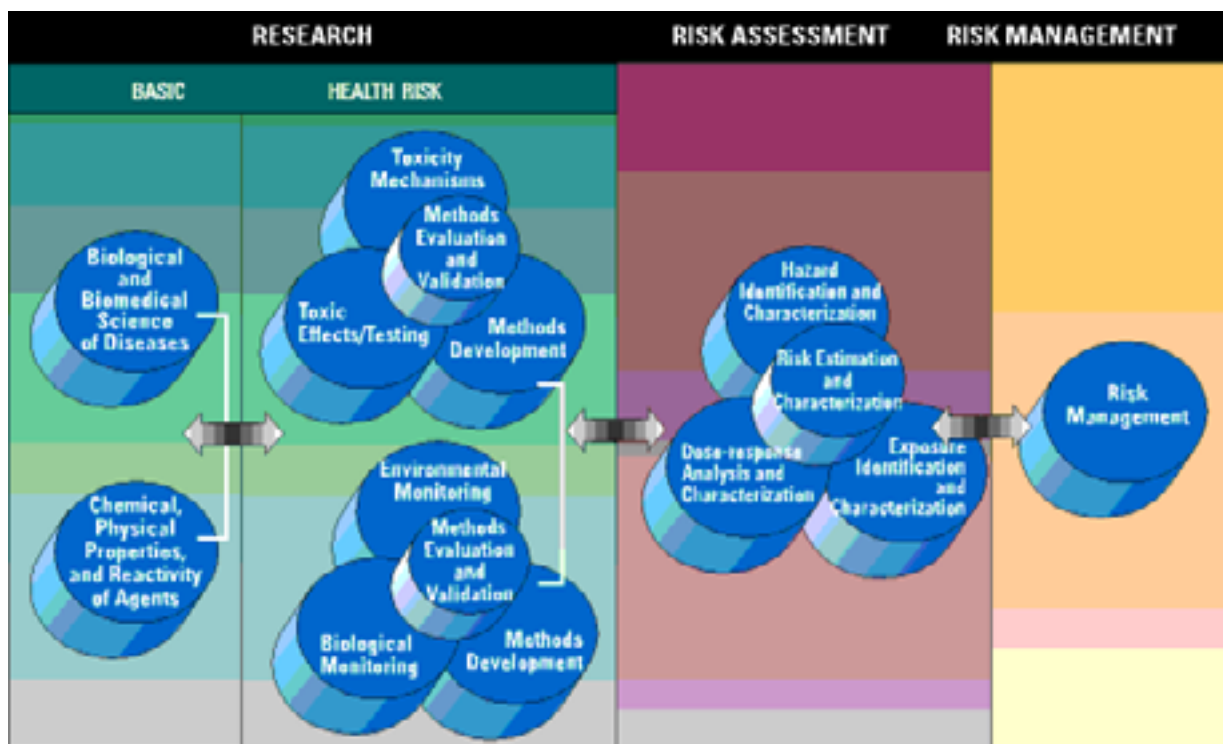 RESEARCH
RISK ASSESSMENT
RISK MANAGEMENT
BASIC
HEALTH RISK
Biological
and
Biomedical
Science
of Diseases
Chemical,
Physical
Properties,
and Reactivity
of Agents
Toxicity
Mechanisms
Methods
Evaluation
and
Validation
Toxic
Effects/Testing
Methods
Development
Environmental
Monitoring
Methods
Evaluation
and
Validation
Biological
Monitoring
Methods
Development
Hazard
Identification and
Characterization
Risk Estimation
and
Characterization
Dose-response
Analysis and
Characterization
Exposure
Identification
and
Characterization
Risk
Management